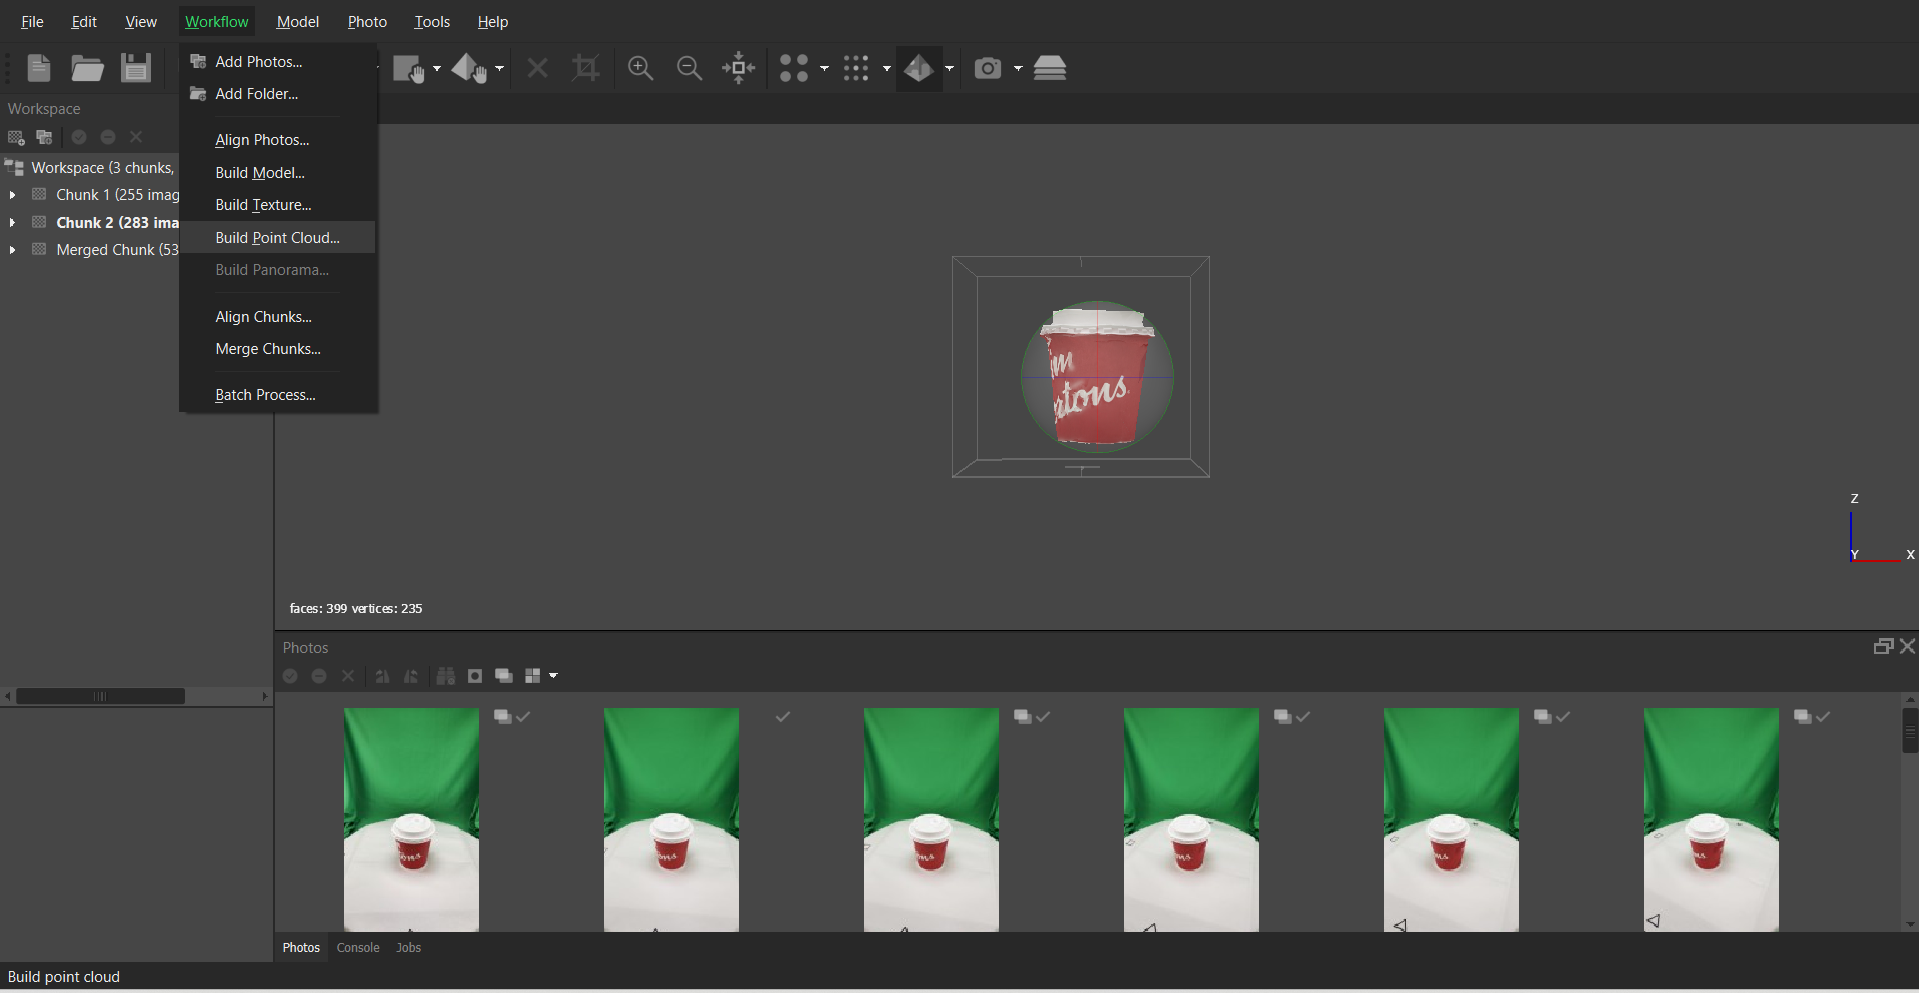 File Edit View Workflow Model Photo Tools Help
Add Photos...
Add Folder...
Align Photos...
Build Model...
Build Texture...
Build Point Cloud...
Build Panorama...
Align Chunks...
Merge Chunks...
Batch Process...
Workspace
Workspace (3 chunks,
Chunk 1 (255 imag
Chunk 2 (283 ima
Merged Chunk (53
m
rtons.
Z
Y X
faces: 399 vertices: 235
Photos
Photos Console Jobs
Build point cloud